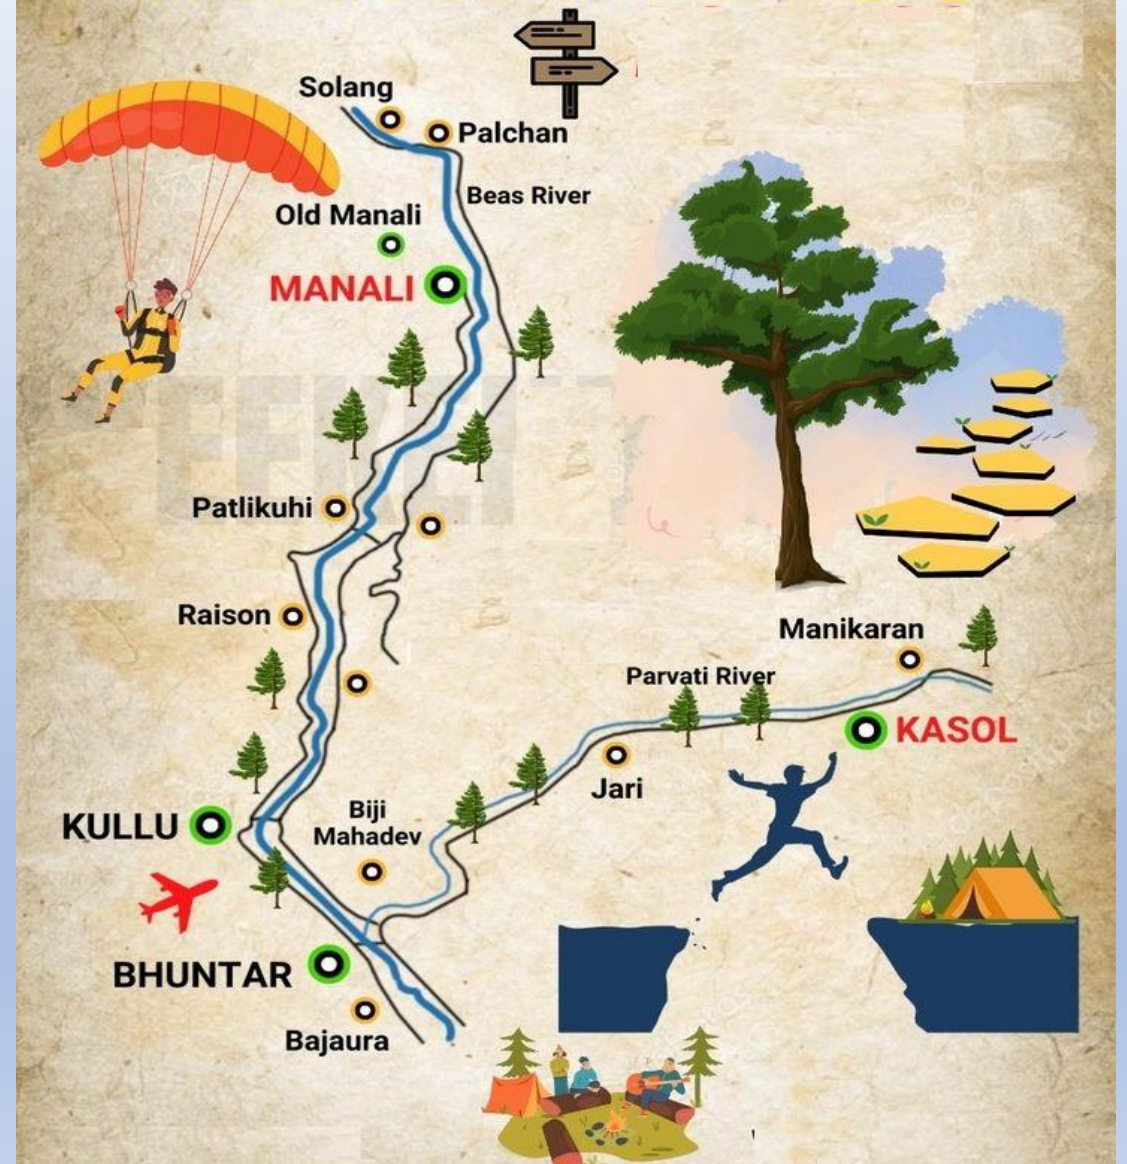 Solang
Palchan
Beas River
Old Manali
MANALI
Patlikuhi
Raison
Manikaran
Parvati River
KASOL
Jari
Biji
Mahadev
KULLU
BHUNTAR
Bajaura